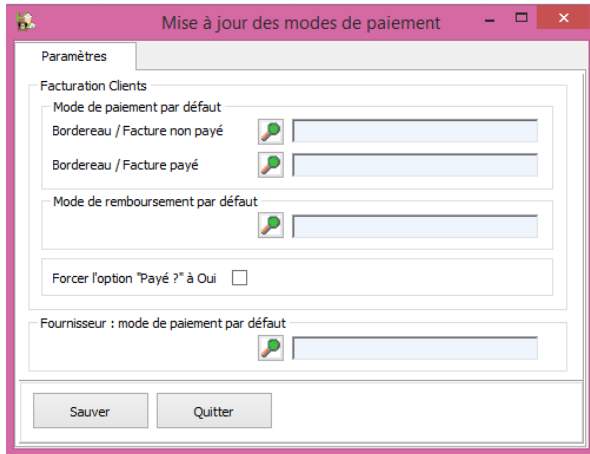 Mise à jour des modes de paiement
Paramètres
Facturation Clients
Mode de paiement par défaut
Bordereau / Facture non payé
Bordereau / Facture payé
Mode de remboursement par défaut
Forcer l'option "Payé ?" à Oui
Fournisseur : mode de paiement par défaut
Sauver Quitter